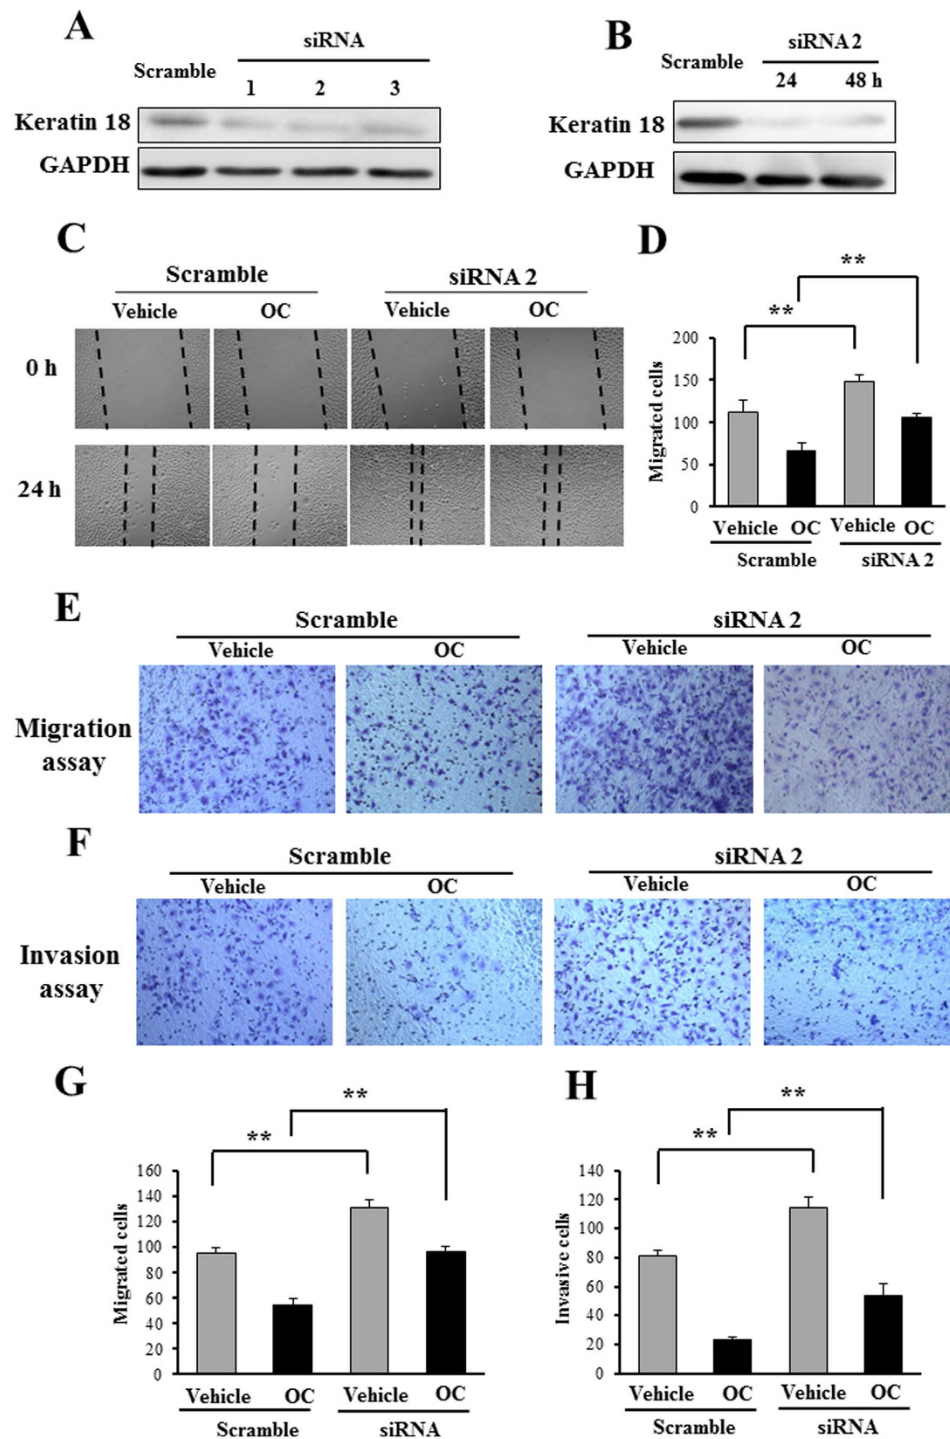 A
siRNA
Scramble
1 2 3
Keratin 18
GAPDH
B
Scramble
siRNA 2
24 48 h
Keratin 18
GAPDH
C
Scramble siRNA 2
Vehicle OC Vehicle OC
0 h
24 h
D
**
**
Migrated cells
200
150
100
50
0
Vehicle OC Vehicle OC
Scramble siRNA 2
E
Scramble siRNA 2
Vehicle OC Vehicle OC
Migration
assay
F
Scramble siRNA 2
Vehicle OC Vehicle OC
Invasion
assay
G
**
**
Migrated cells
160
140
120
100
80
60
40
20
0
Vehicle OC Vehicle OC
Scramble siRNA
H
**
**
Invasive cells
140
120
100
80
60
40
20
0
Vehicle OC Vehicle OC
Scramble siRNA